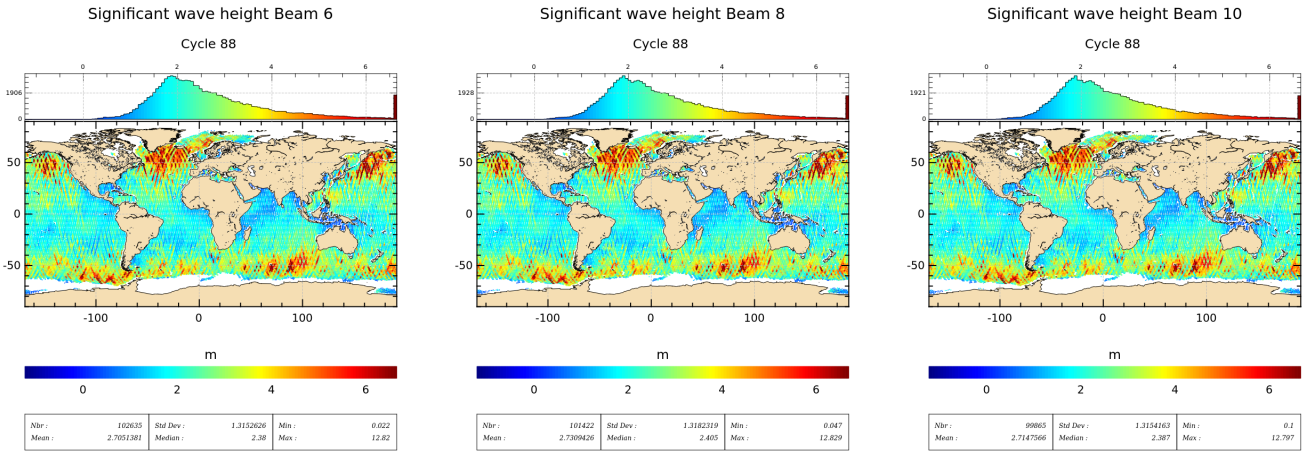 Significant wave height Beam 6
Cycle 88
0 2 4 6
1906
0
50
0
-50
-100 0 100
m
0 2 4 6
Nbr : 102635 Std Dev : 1.3152626 Min : 0.022
Mean : 2.7051381 Median : 2.38 Max : 12.82
Significant wave height Beam 8
Cycle 88
0 2 4 6
1928
0
50
0
-50
-100 0 100
m
0 2 4 6
Nbr : 101422 Std Dev : 1.3182319 Min : 0.047
Mean : 2.7309426 Median : 2.405 Max : 12.829
Significant wave height Beam 10
Cycle 88
0 2 4 6
1921
0
50
0
-50
-100 0 100
m
0 2 4 6
Nbr : 99865 Std Dev : 1.3154163 Min : 0.1
Mean : 2.7147566 Median : 2.387 Max : 12.797